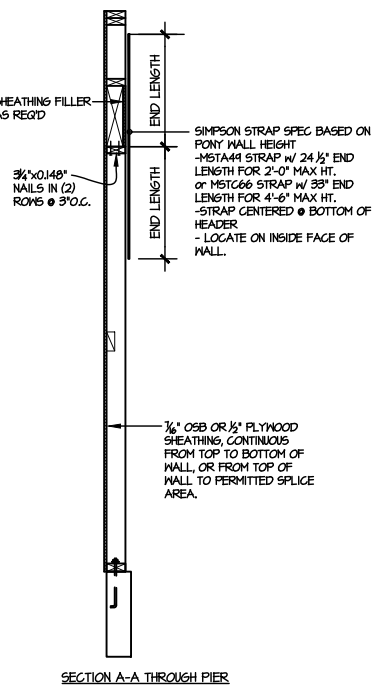 SHEATHING FILLER
AS REQ'D
END LENGTH
SIMPSON STRAP SPEC BASED ON
PONY WALL HEIGHT
-MSTA49 STRAP w/ 24 ½" END
LENGTH FOR 2'-0" MAX HT.
or MSTC66 STRAP w/ 33" END
LENGTH FOR 4'-6" MAX HT.
-STRAP CENTERED @ BOTTOM OF
HEADER
- LOCATE ON INSIDE FACE OF
WALL.
3¼"x0.148"
NAILS IN (2)
ROWS @ 3"O.C.
END LENGTH
7/16" OSB OR ½" PLYWOOD
SHEATHING, CONTINUOUS
FROM TOP TO BOTTOM OF
WALL, OR FROM TOP OF
WALL TO PERMITTED SPLICE
AREA.
SECTION A-A THROUGH PIER